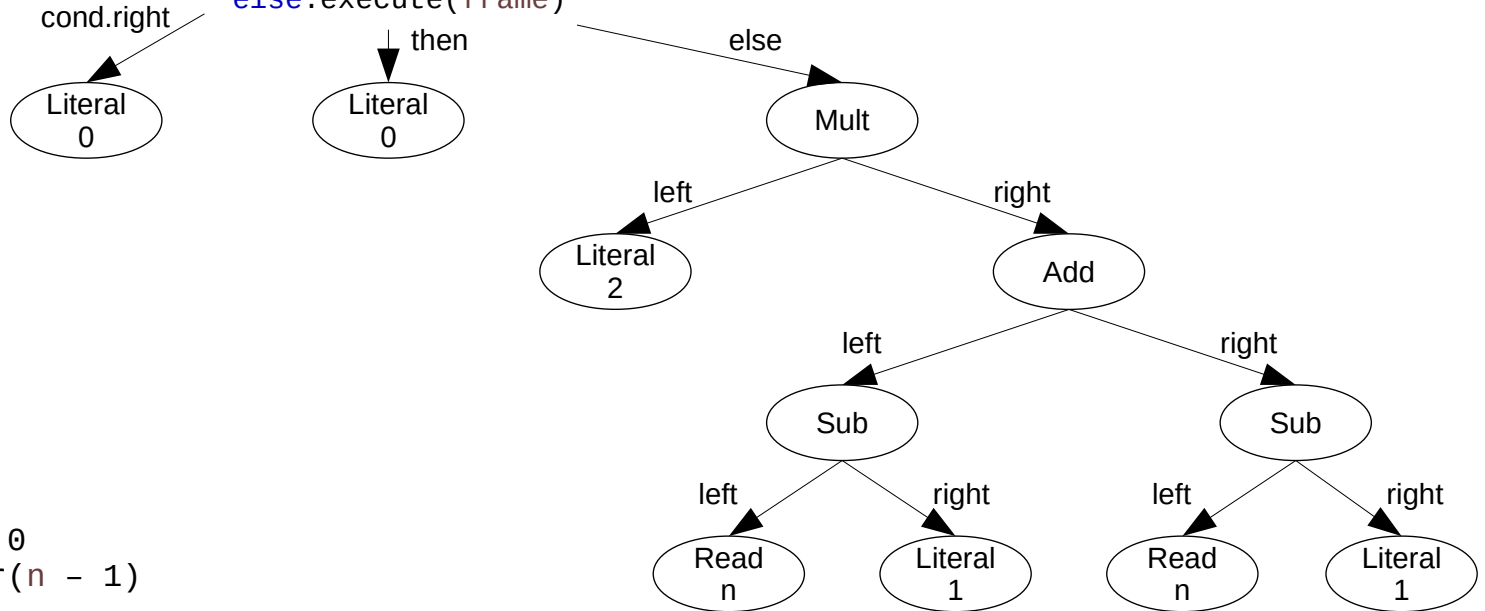 else.execute(frame)
cond.right
then
else
Literal
0
Literal
0
Mult
left
right
Literal
2
Add
left
right
Sub
Sub
left
right
left
right
Read
n
Literal
1
Read
n
Literal
1
0
(n – 1)